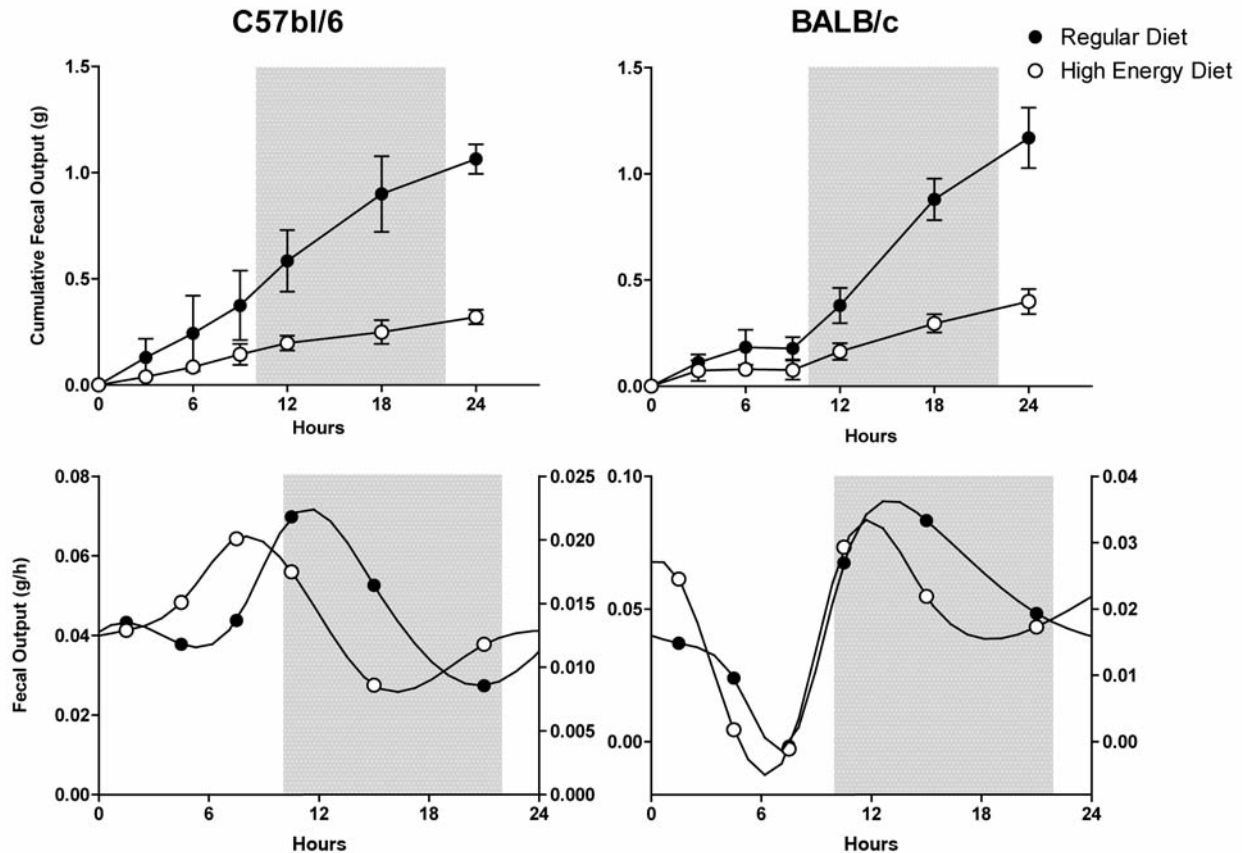 C57bl/6
BALB/c
Regular Diet
High Energy Diet
Cumulative Fecal Output (g)
1.5
1.0
0.5
0.0
0 6 12 18 24
Hours
1.5
1.0
0.5
0.0
0 6 12 18 24
Hours
Fecal Output (g/h)
0.08
0.06
0.04
0.02
0.00
0.025
0.020
0.015
0.010
0.005
0.000
0 6 12 18 24
Hours
0.10
0.05
0.00
0.04
0.03
0.02
0.01
0.00
0 6 12 18 24
Hours